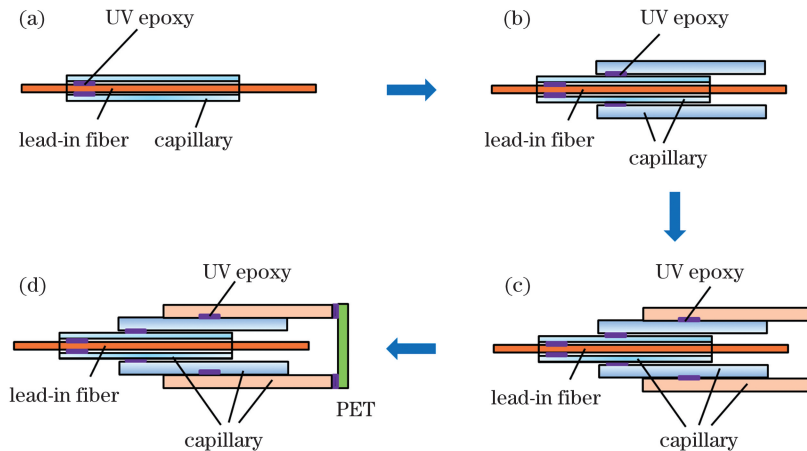 (a)
UV epoxy
lead-in fiber
capillary
(b)
UV epoxy
lead-in fiber
capillary
(d)
UV epoxy
lead-in fiber
PET
capillary
(c)
UV epoxy
lead-in fiber
capillary